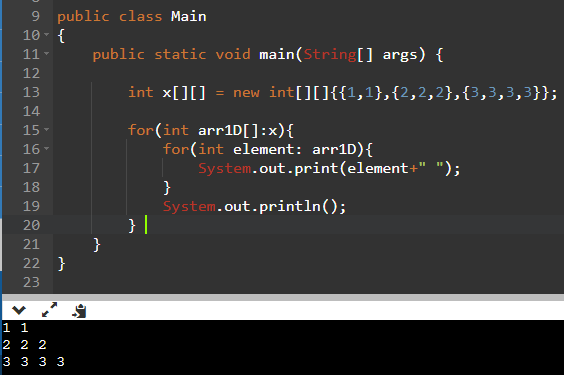 9 public class Main
10 {
11 public static void main(String[] args) {
12
13 int x[][] = new int[][]{{1,1},{2,2,2},{3,3,3,3}};
14
15 for(int arr1D[]:x){
16 for(int element: arr1D){
17 System.out.print(element+" ");
18 }
19 System.out.println();
20 }
21 }
22 }
23
1 1
2 2 2
3 3 3 3